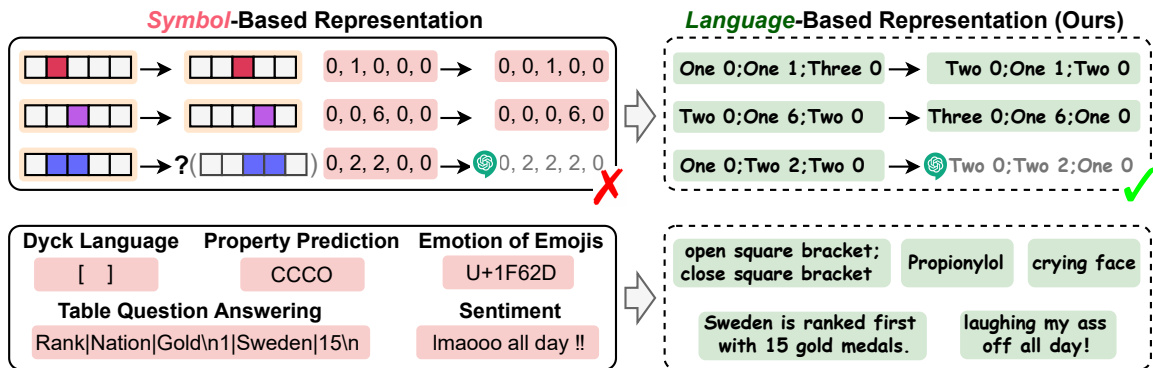 Symbol-Based Representation
0, 1, 0, 0, 0
0, 0, 1, 0, 0
0, 0, 6, 0, 0
0, 0, 0, 6, 0
?( )
0, 2, 2, 0, 0
0, 2, 2, 2, 0
✗
Language-Based Representation (Ours)
One 0;One 1;Three 0
Two 0;One 1;Two 0
Two 0;One 6;Two 0
Three 0;One 6;One 0
One 0;Two 2;Two 0
Two 0;Two 2;One 0
✓
Dyck Language
[ ]
Property Prediction
CCCO
Emotion of Emojis
U+1F62D
Table Question Answering
Rank|Nation|Gold\n1|Sweden|15\n
Sentiment
lmaooo all day !!
open square bracket;
close square bracket
Propionylol
crying face
Sweden is ranked first
with 15 gold medals.
laughing my ass
off all day!